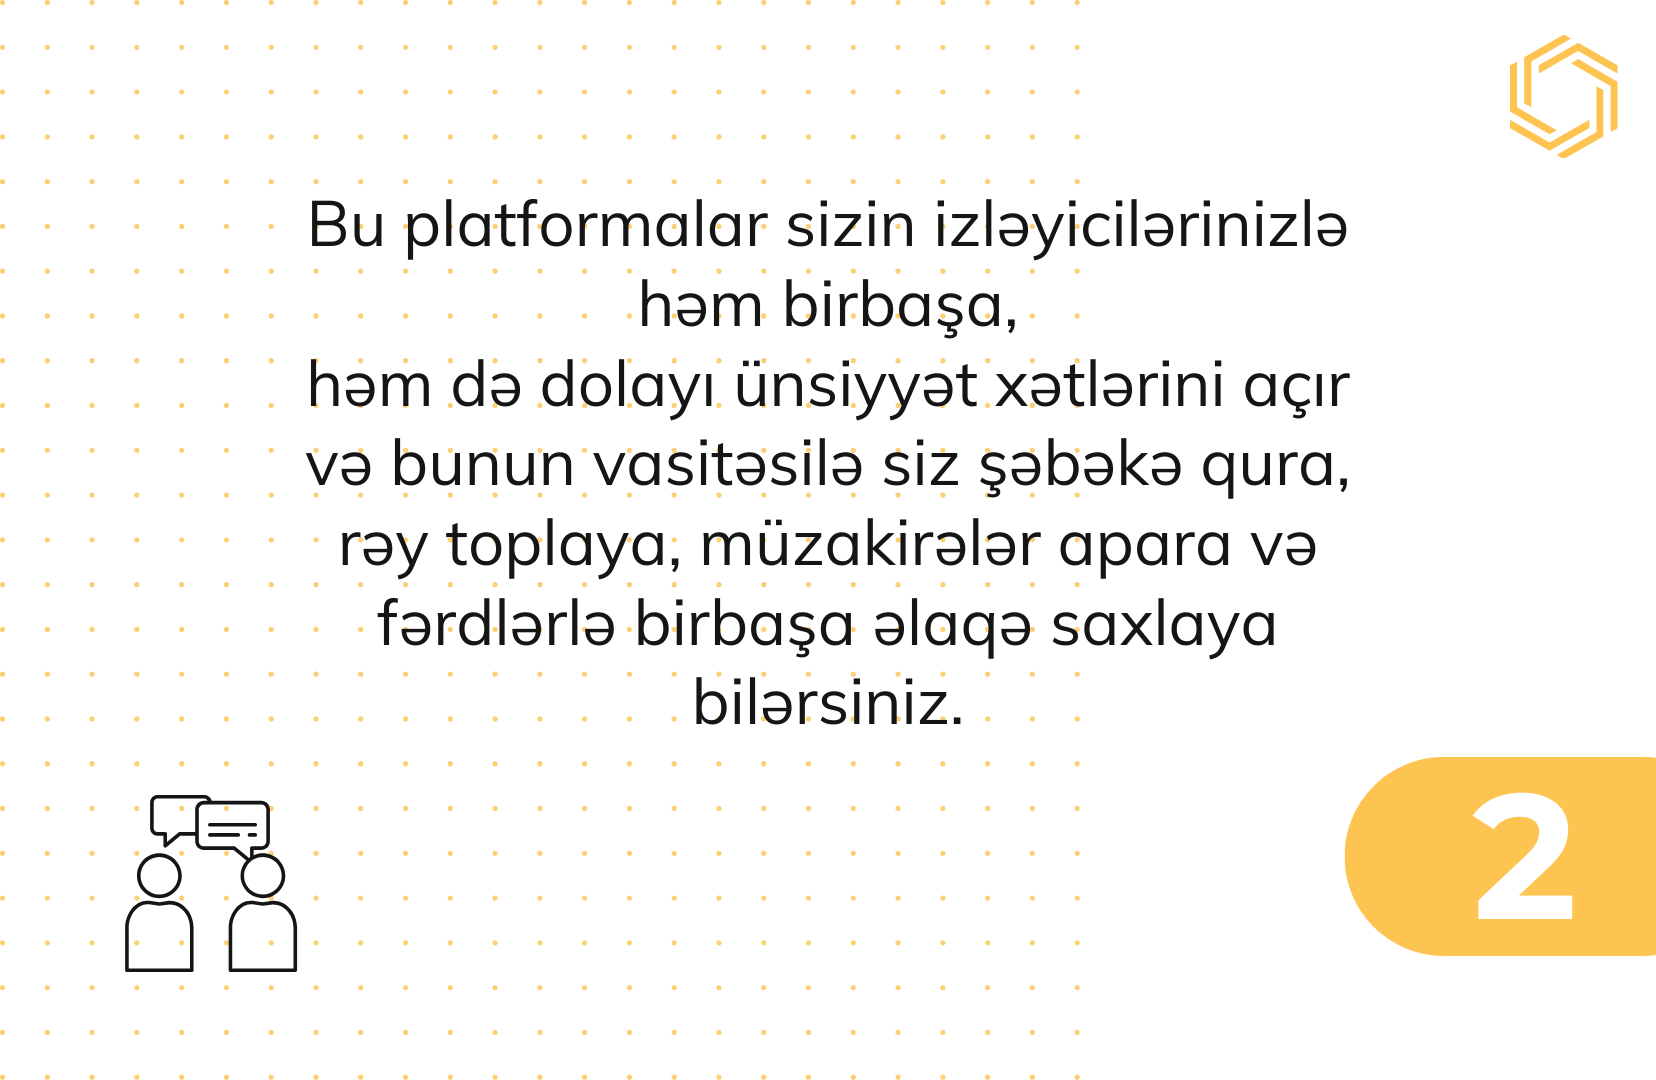 Bu platformalar sizin izləyicilərinizlə
həm birbaşa,
həm də dolayı ünsiyyət xətlərini açır
və bunun vasitəsilə siz şəbəkə qura,
rəy toplaya, müzakirələr apara və
fərdlərlə birbaşa əlaqə saxlaya
bilərsiniz.
2